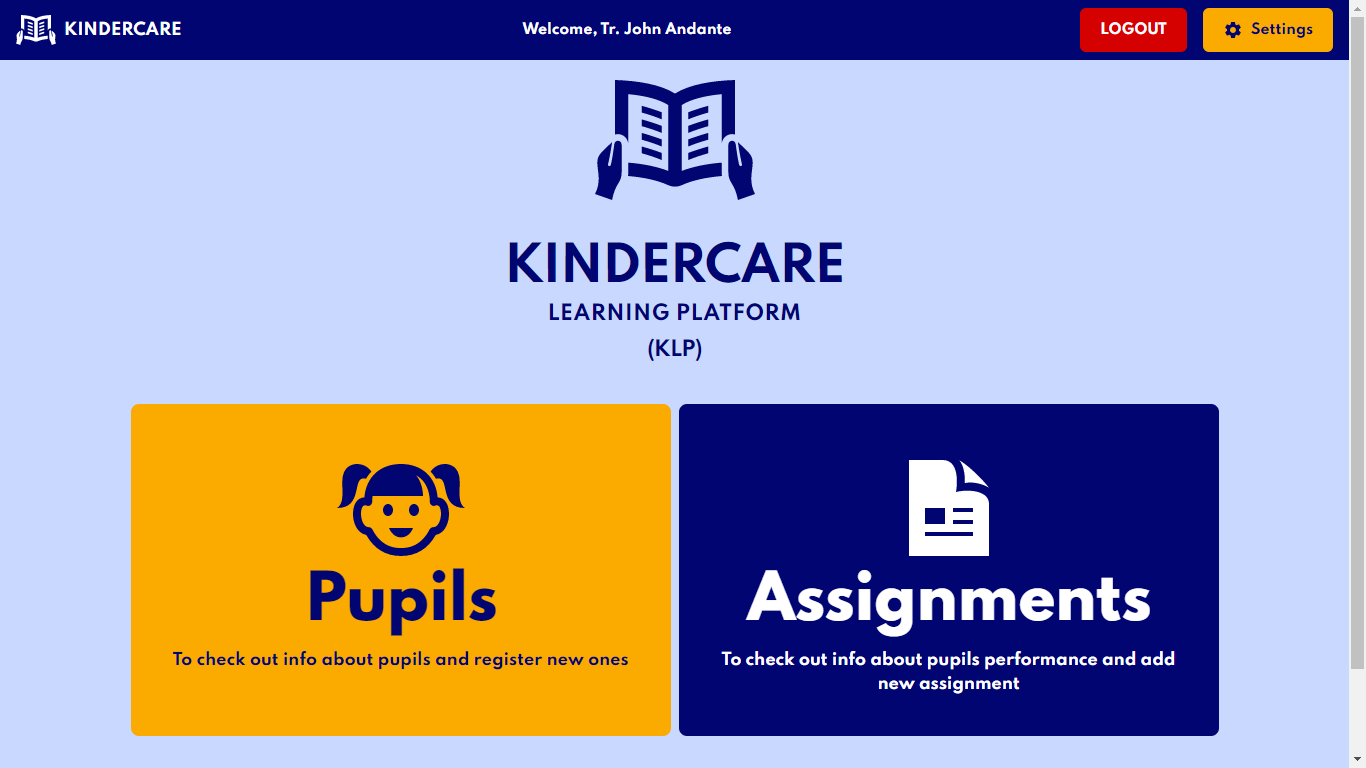 KINDERCARE
Welcome, Tr. John Andante
LOGOUT
Settings
KINDERCARE
LEARNING PLATFORM
(KLP)
Pupils
To check out info about pupils and register new ones
Assignments
To check out info about pupils performance and add
new assignment